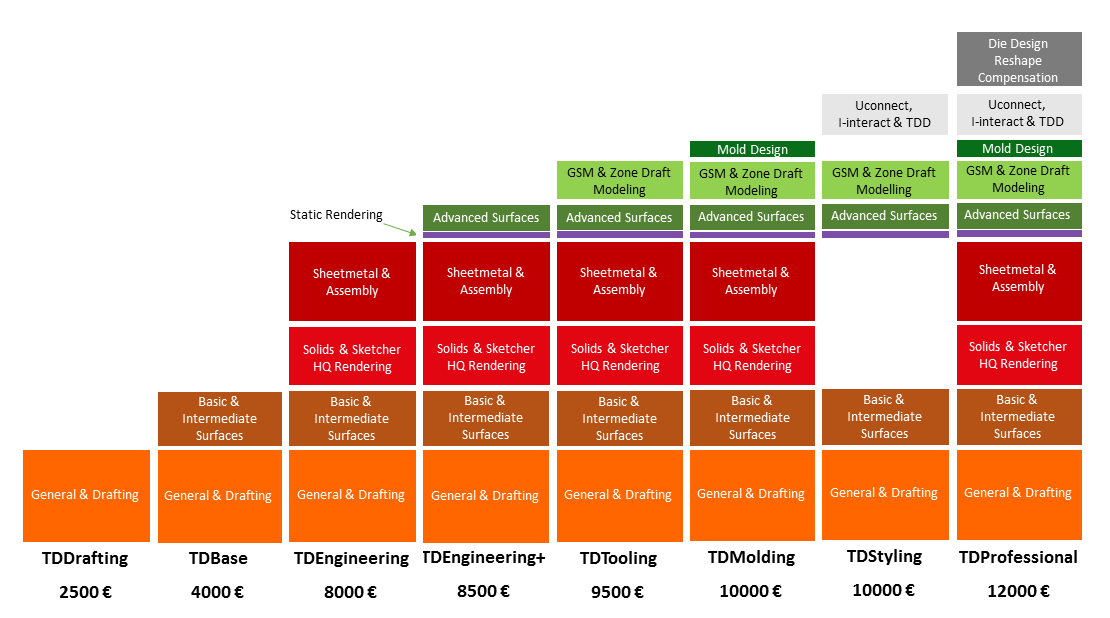 Die Design
Reshape
Compensation
Uconnect,
I-interact & TDD
Uconnect,
I-interact & TDD
Mold Design
Mold Design
GSM & Zone Draft
Modeling
GSM & Zone Draft
Modeling
GSM & Zone Draft
Modelling
GSM & Zone Draft
Modeling
Static Rendering
Advanced Surfaces
Advanced Surfaces
Advanced Surfaces
Advanced Surfaces
Advanced Surfaces
Sheetmetal &
Assembly
Sheetmetal &
Assembly
Sheetmetal &
Assembly
Sheetmetal &
Assembly
Sheetmetal &
Assembly
Solids & Sketcher
HQ Rendering
Solids & Sketcher
HQ Rendering
Solids & Sketcher
HQ Rendering
Solids & Sketcher
HQ Rendering
Solids & Sketcher
HQ Rendering
Basic &
Intermediate
Surfaces
Basic &
Intermediate
Surfaces
Basic &
Intermediate
Surfaces
Basic &
Intermediate
Surfaces
Basic &
Intermediate
Surfaces
Basic &
Intermediate
Surfaces
Basic &
Intermediate
Surfaces
General & Drafting
General & Drafting
General & Drafting
General & Drafting
General & Drafting
General & Drafting
General & Drafting
General & Drafting
TDDrafting
TDBase
TDEngineering
TDEngineering+
TDTooling
TDMolding
TDStyling
TDProfessional
2500 €
4000 €
8000 €
8500 €
9500 €
10000 €
10000 €
12000 €